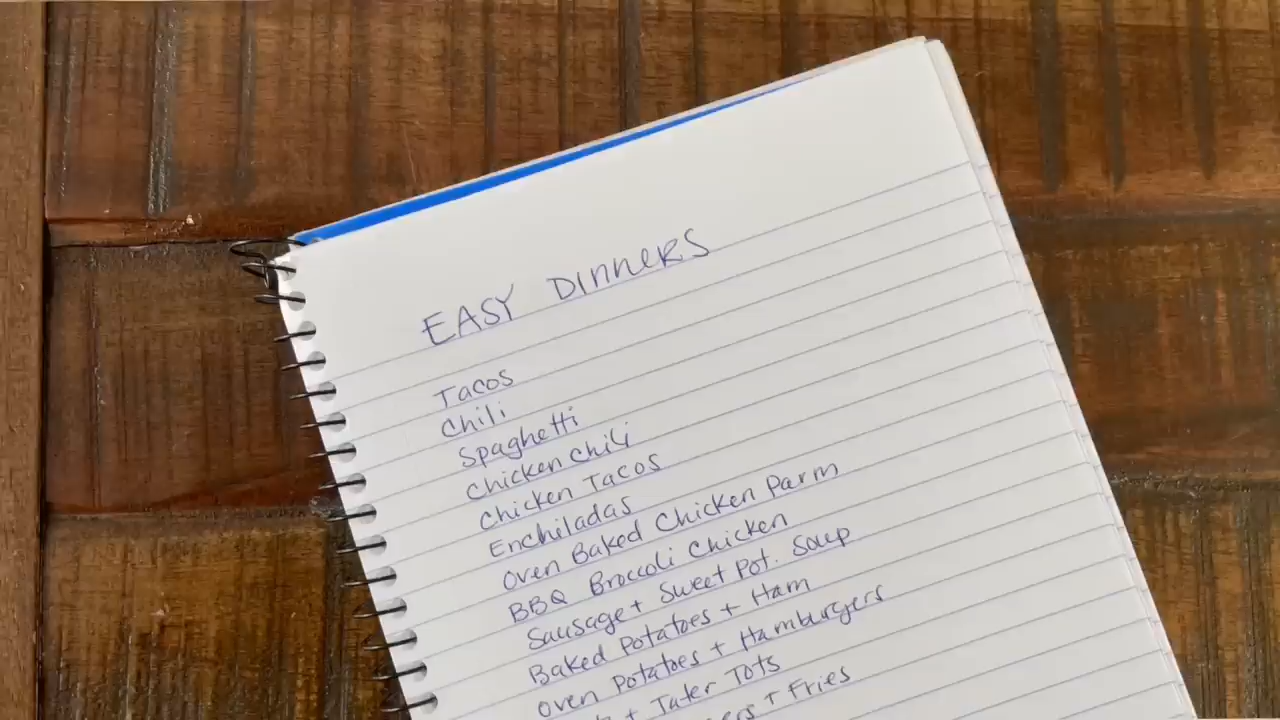 EASY DINNERS
Tacos
Chili
Spaghetti
Chicken Chili
Chicken Tacos
Enchiladas
Oven Baked Chicken Parm
BBQ Broccoli Chicken
Sausage + Sweet Pot. Soup
Baked Potatoes + Ham
Oven Potatoes + Hamburgers
+ Tater Tots
+ Fries